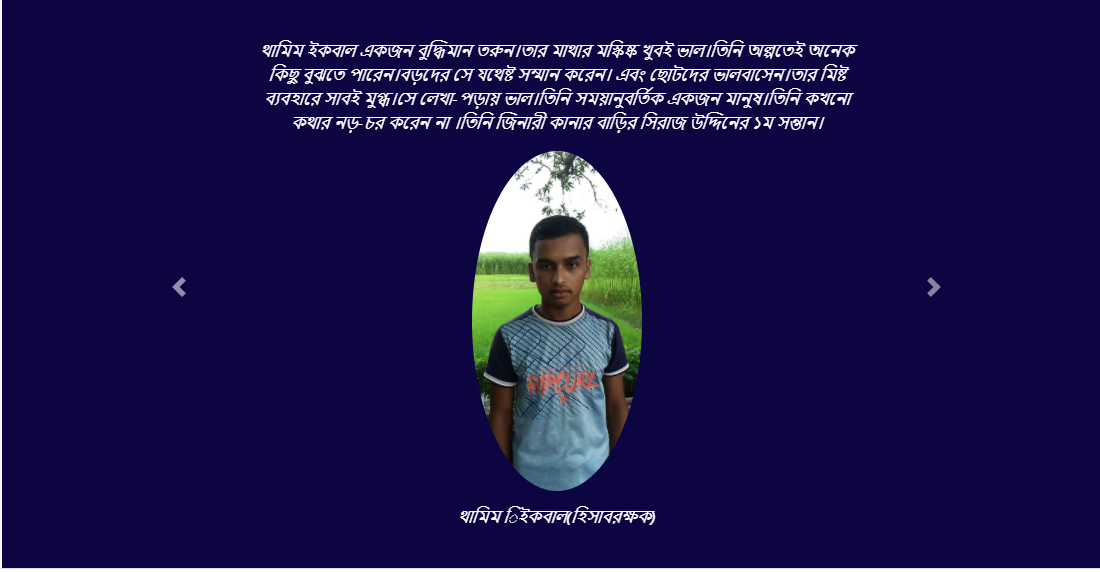 থামিম ইকবাল একজন বুদ্ধিমান তরুন।তার মাথার মস্কিষ্ক খুবই ভাল।তিনি অল্পতেই অনেক
কিছু বুঝতে পারেন।বড়দের সে যথেষ্ট সম্মান করেন। এবং ছোটদের ভালবাসেন।তার মিষ্ট
ব্যবহারে সাবই মুগ্ধ।সে লেখা- পড়ায় ভাল।তিনি সময়ানুবর্তিক একজন মানুষ।তিনি কখনো
কথার নড়-চর করেন না ।তিনি জিনারী কানার বাড়ির সিরাজ উদ্দিনের ১ম সন্তান।
RIPCURL
থামিম িইকবাল(হিসাবরক্ষক)